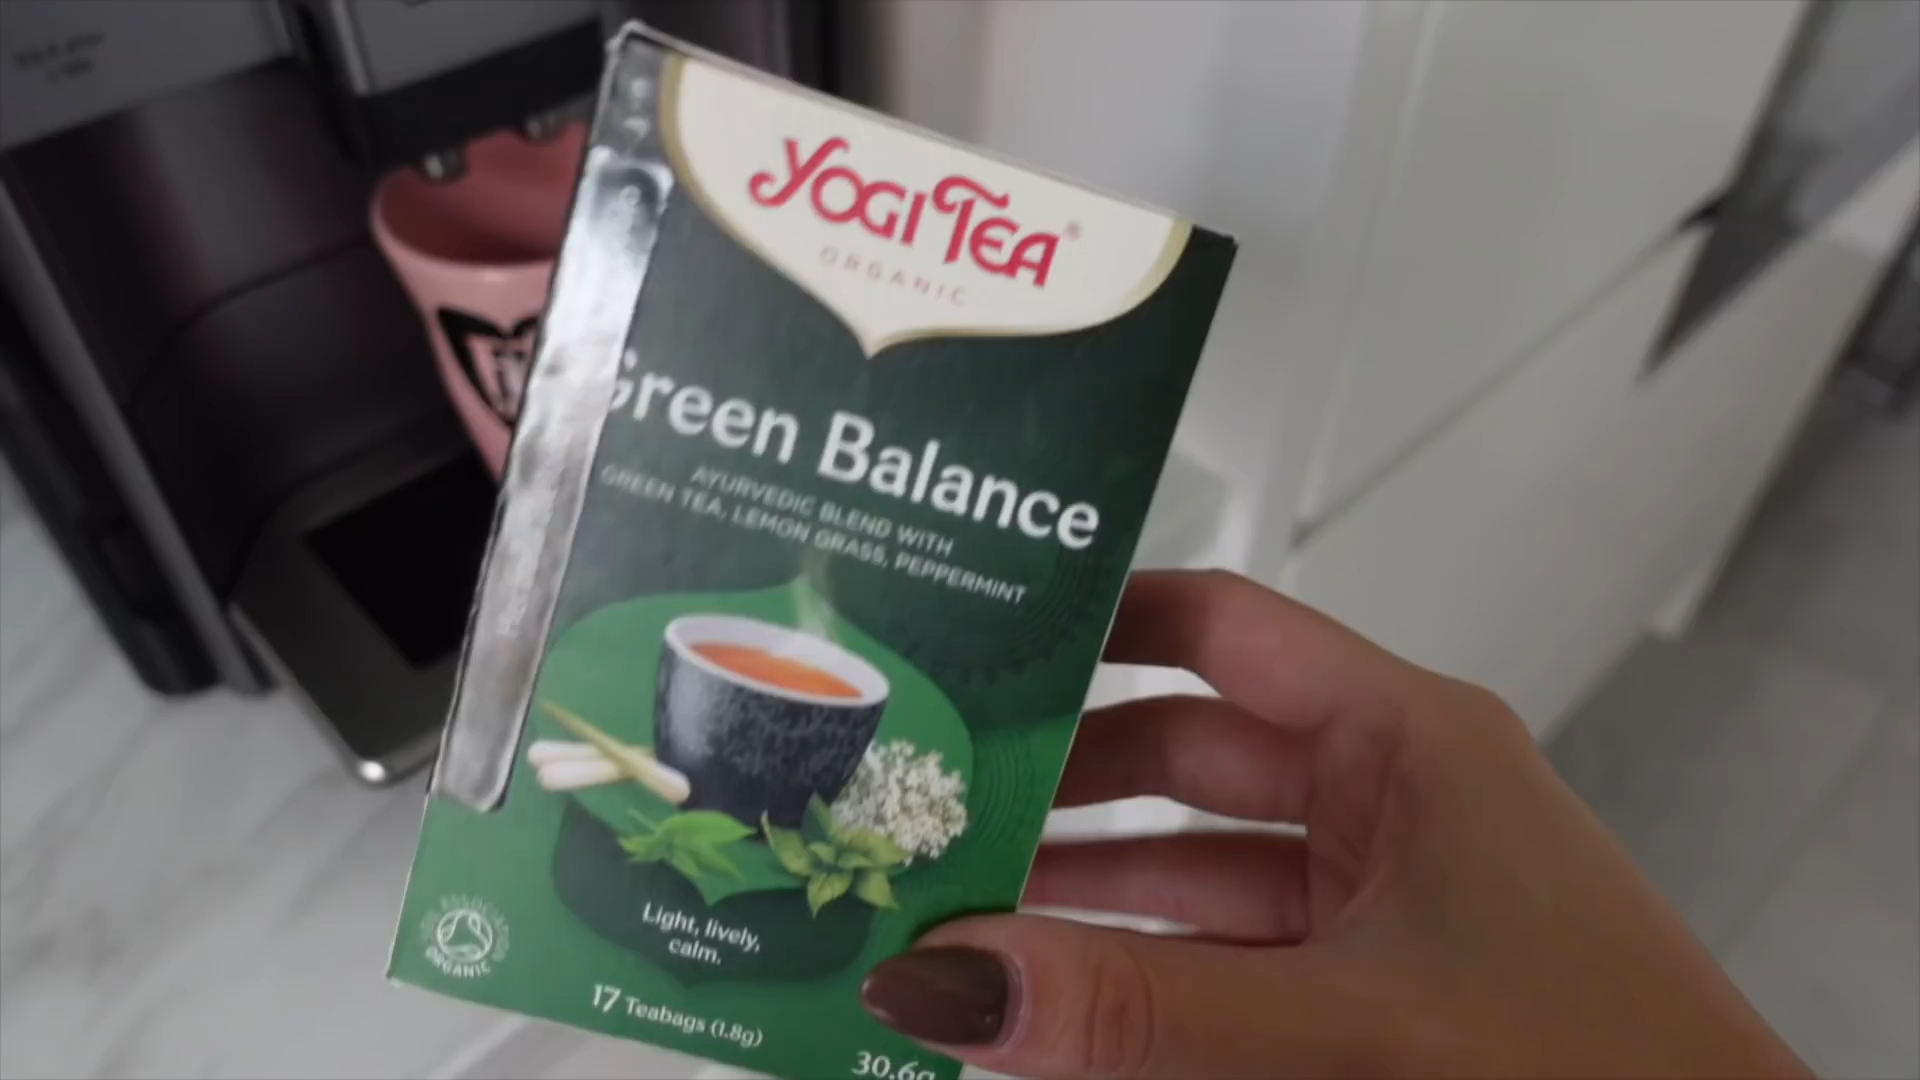 YOGI TEA®
ORGANIC
Green Balance
AYURVEDIC BLEND WITH
GREEN TEA, LEMON GRASS, PEPPERMINT
Light, lively,
calm.
ASSOCIATION
ORGANIC
17 Teabags (1.8g)
30.6g